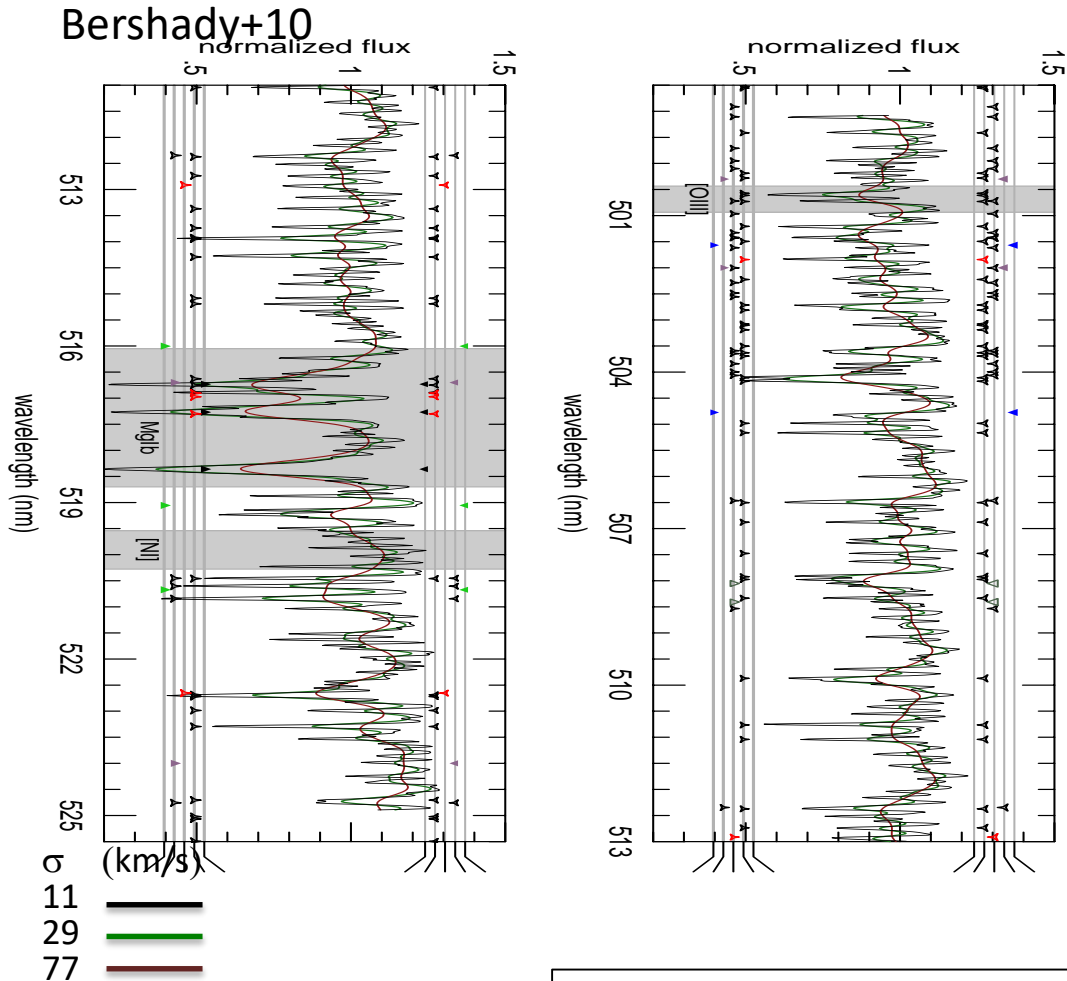 Bershady+10
normalized flux
.5
1
1.5
513
516
519
522
525
wavelength (nm)
MgIb
[NI]
normalized flux
.5
1
1.5
501
504
507
510
513
wavelength (nm)
[OIII]
σ (km/s)
11
29
77